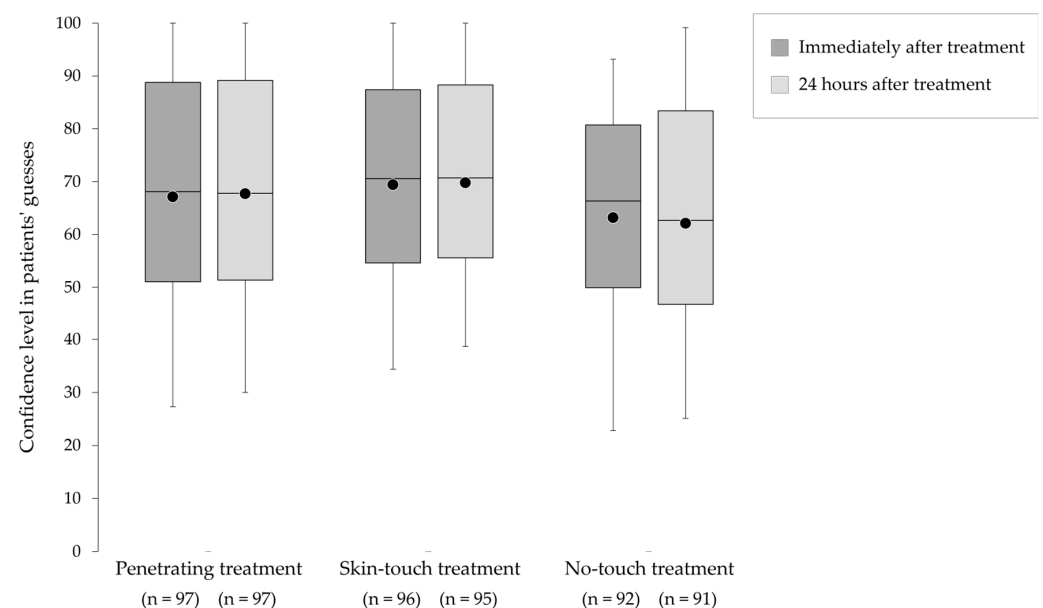 Confidence level in patients' guesses
100
90
80
70
60
50
40
30
20
10
0
Immediately after treatment
24 hours after treatment
Penetrating treatment
Skin-touch treatment
No-touch treatment
(n = 97) (n = 97)
(n = 96) (n = 95)
(n = 92) (n = 91)